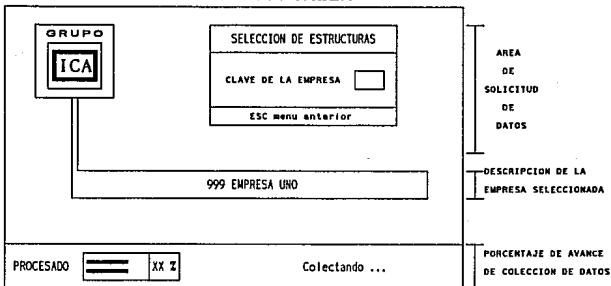 GRUPO
ICA
SELECCION DE ESTRUCTURAS
CLAVE DE LA EMPRESA
ESC menu anterior
999 EMPRESA UNO
PROCESADO
XX %
Colectando ...
AREA
DE
SOLICITUD
DE
DATOS
DESCRIPCION DE LA
EMPRESA SELECCIONADA
PORCENTAJE DE AVANCE
DE COLECCION DE DATOS